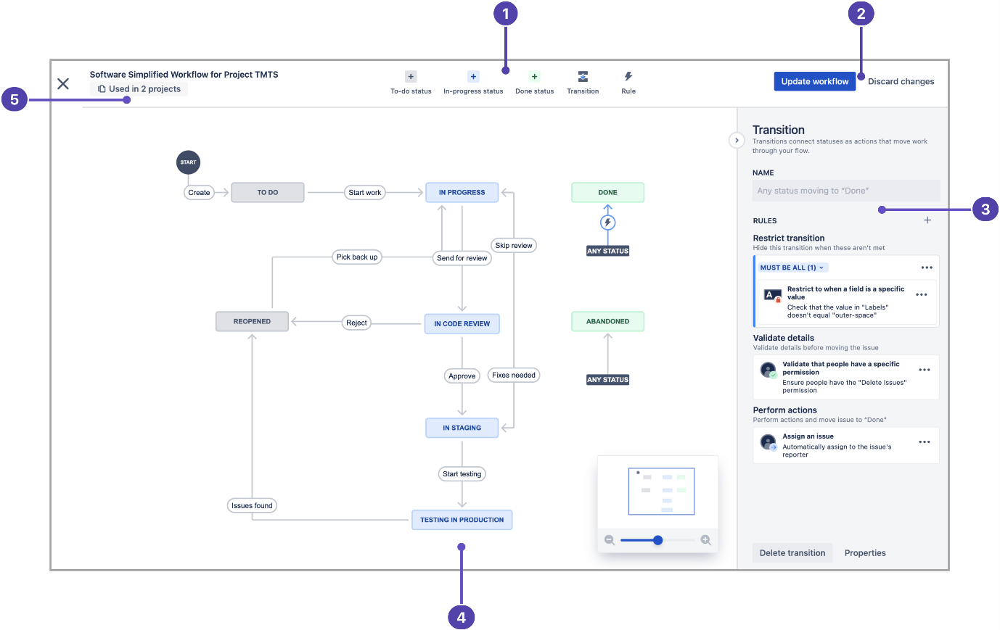 1
2
Software Simplified Workflow for Project TMTS
Used in 2 projects
5
To-do status
In-progress status
Done status
Transition
Rule
Update workflow
Discard changes
START
Create
TO DO
Start work
IN PROGRESS
DONE
ANY STATUS
Skip review
Pick back up
Send for review
REOPENED
Reject
IN CODE REVIEW
ABANDONED
Approve
Fixes needed
ANY STATUS
IN STAGING
Start testing
Issues found
TESTING IN PRODUCTION
4
Transition
Transitions connect statuses as actions that move work
through your flow.
NAME
Any status moving to “Done”
3
RULES
Restrict transition
Hide this transition when these aren't met
MUST BE ALL (1)
A
Restrict to when a field is a specific
value
Check that the value in "Labels"
doesn't equal "outer-space"
Validate details
Validate details before moving the issue
Validate that people have a specific
permission
Ensure people have the "Delete Issues"
permission
Perform actions
Perform actions and move issue to “Done”
Assign an issue
Automatically assign to the issue's
reporter
Delete transition
Properties